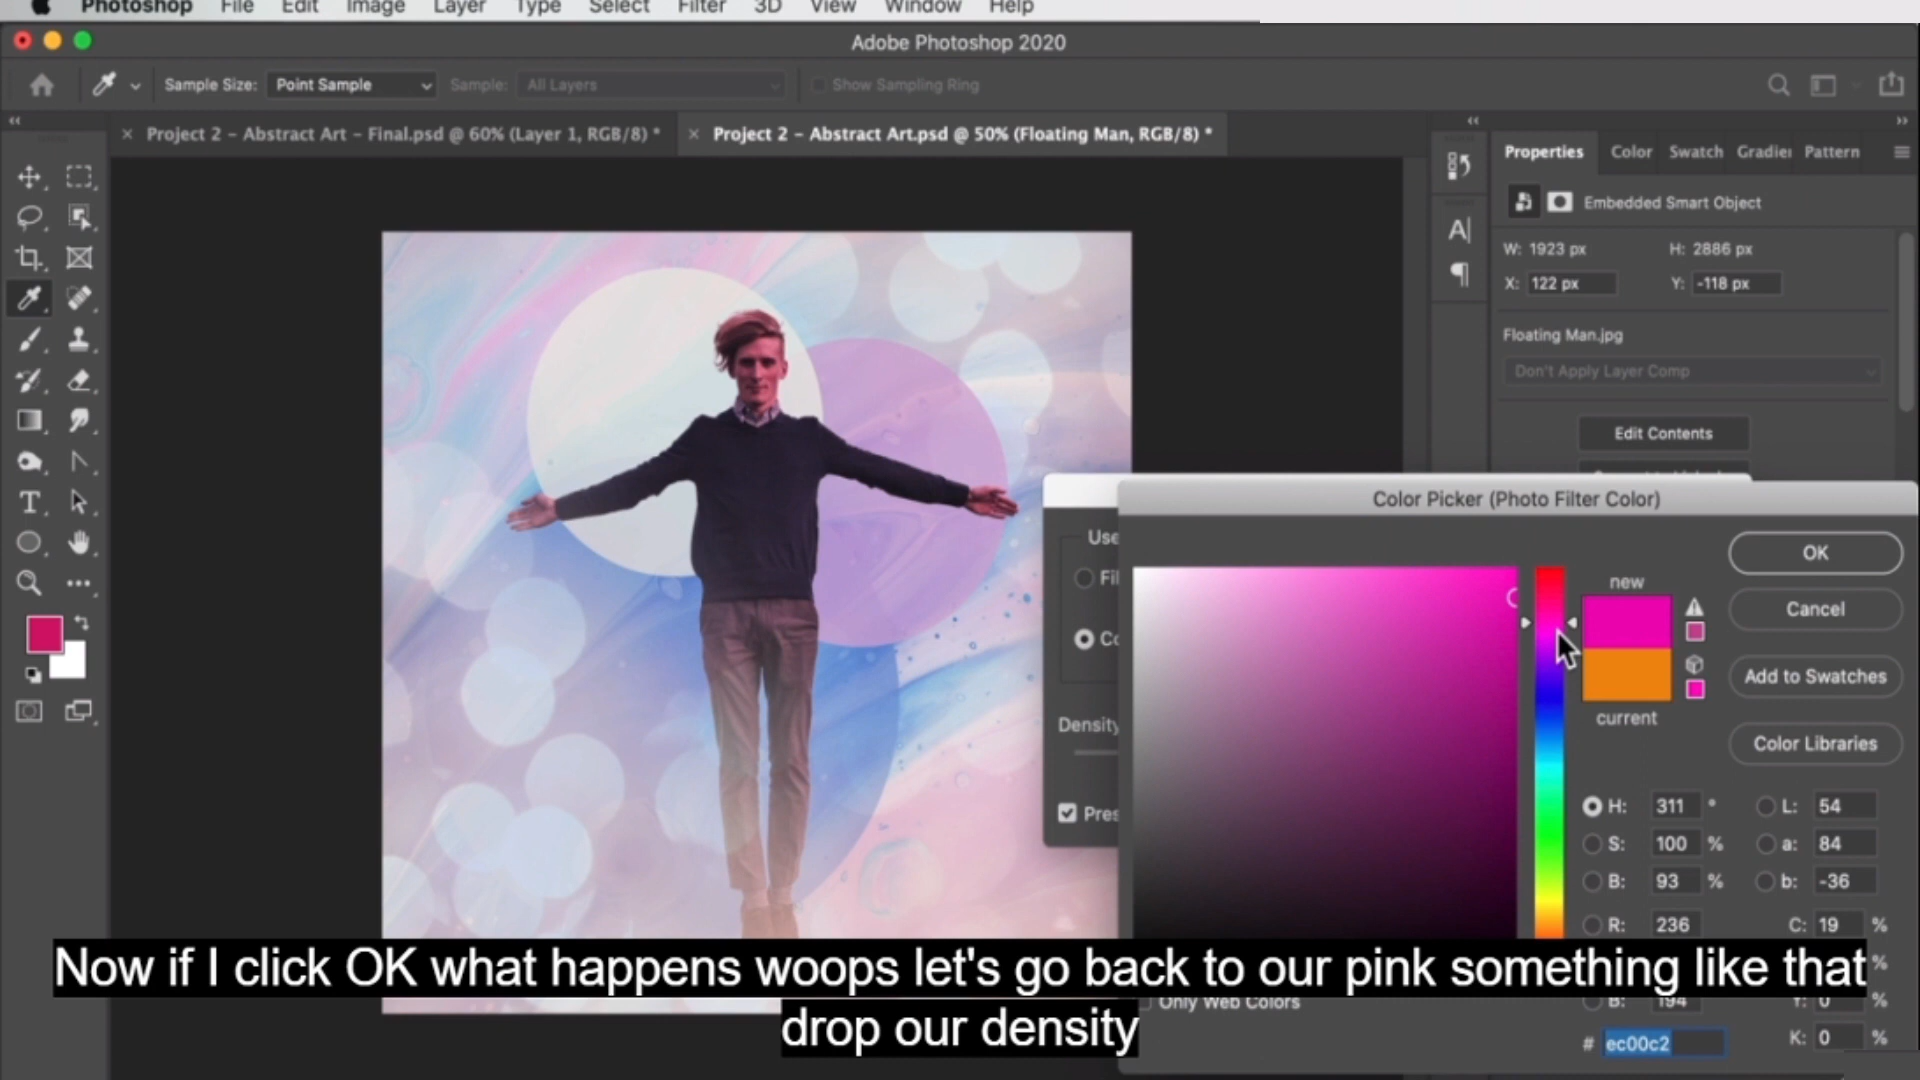 Photoshop File Edit Image Layer Type Select Filter 3D View Window Help
Adobe Photoshop 2020
Sample Size: Point Sample Sample: All Layers Show Sampling Ring
Project 2 - Abstract Art - Final.psd @ 60% (Layer 1, RGB/8) *
Project 2 - Abstract Art.psd @ 50% (Floating Man, RGB/8) *
Properties Color Swatch Gradie Pattern
Embedded Smart Object
W: 1923 px H: 2886 px
X: 122 px Y: -118 px
Floating Man.jpg
Don't Apply Layer Comp
Edit Contents
Color Picker (Photo Filter Color)
Use
Fil
Co
Density
Pres
new
current
OK
Cancel
Add to Swatches
Color Libraries
H: 311 ° L: 54
S: 100 % a: 84
B: 93 % b: -36
R: 236 C: 19 %
%
Only Web Colors B: 194 Y: 0 %
# ec00c2 K: 0 %
Now if I click OK what happens woops let's go back to our pink something like that
drop our density